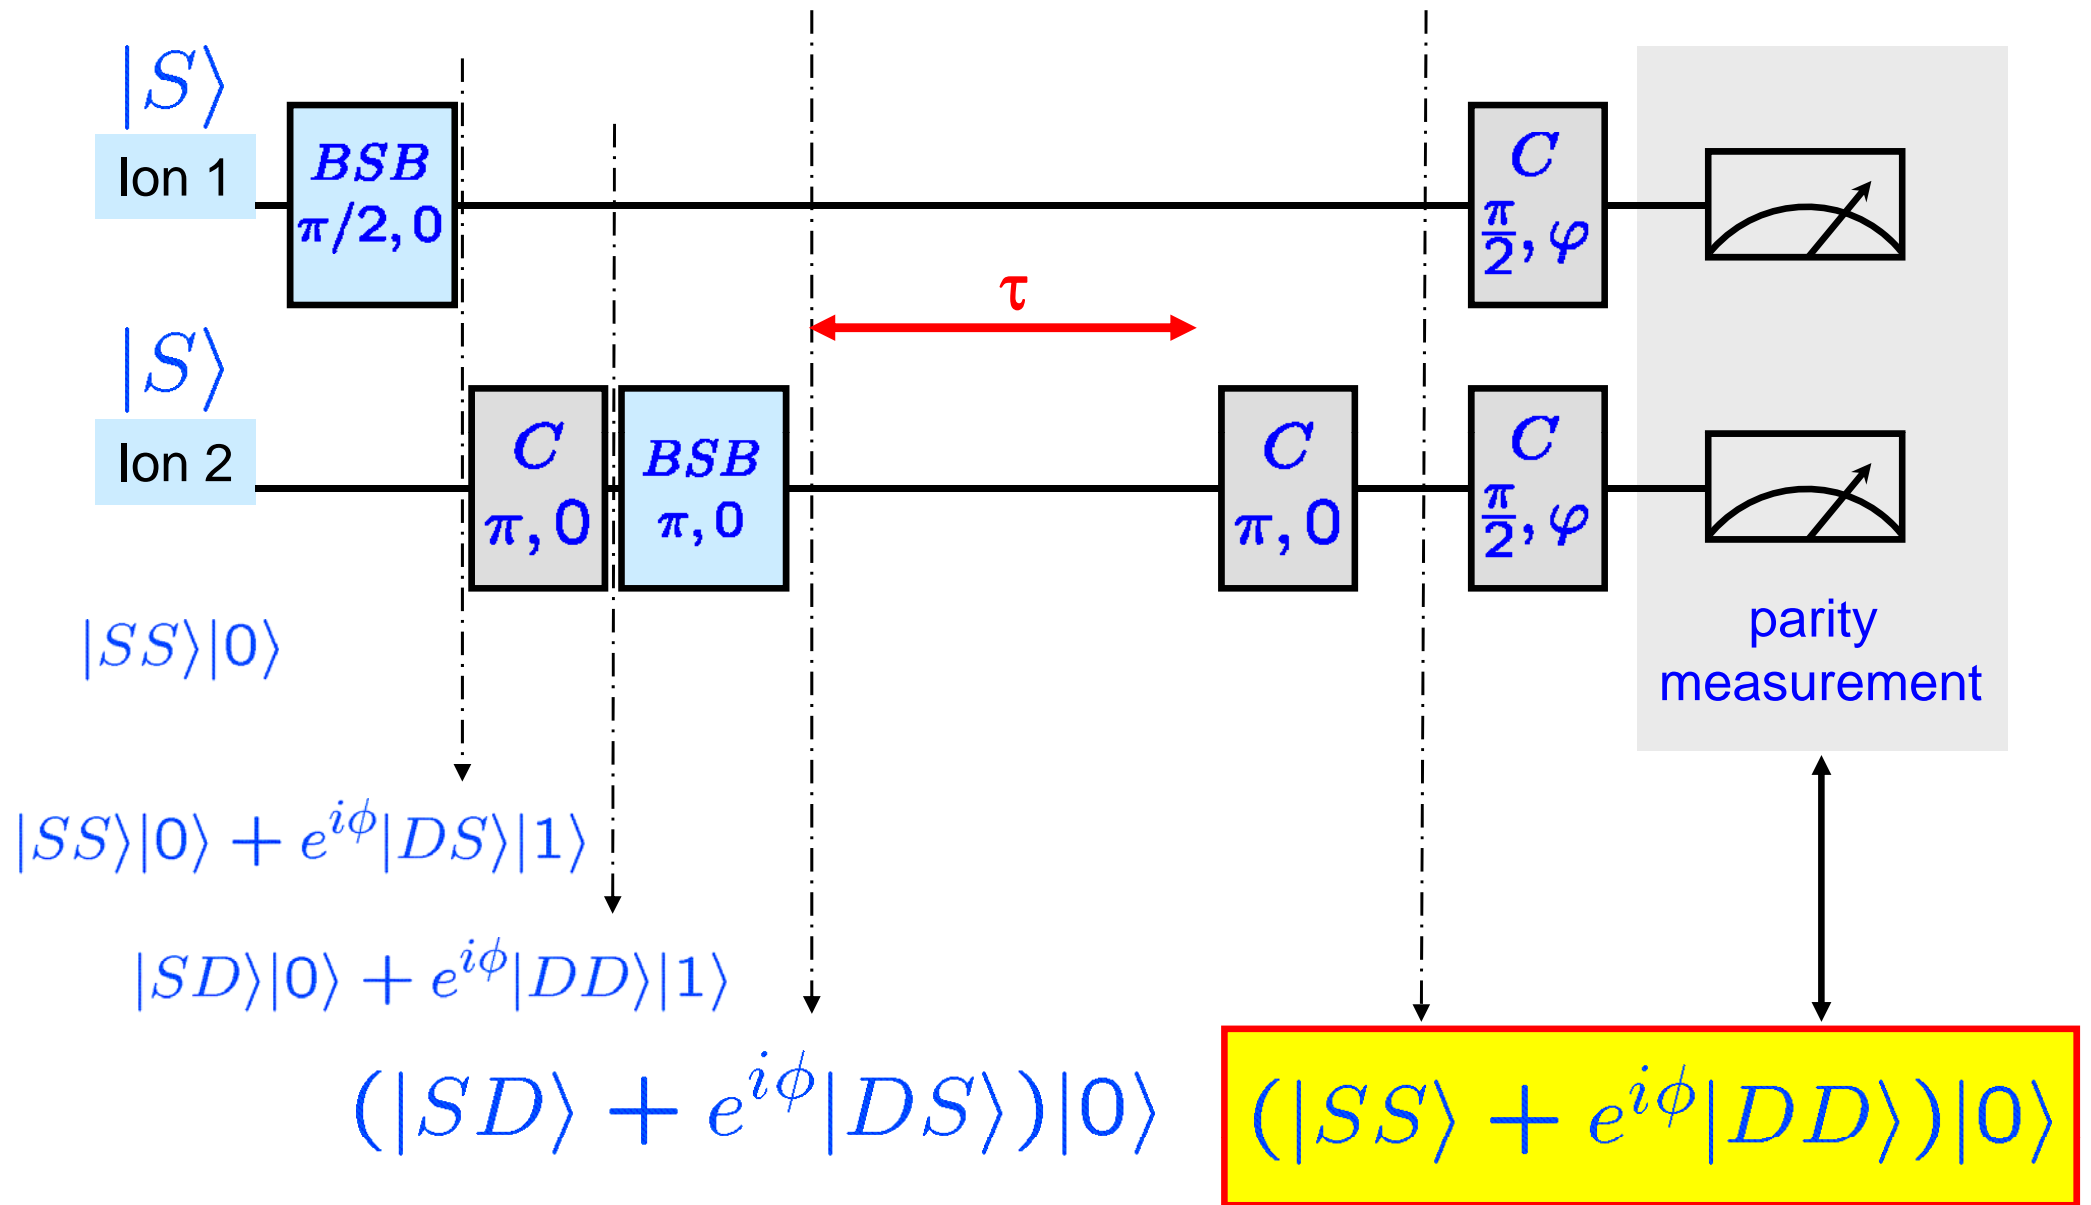 |S⟩
Ion 1
BSB
π/2, 0
C
π/2, φ
τ
|S⟩
Ion 2
C
π, 0
BSB
π, 0
C
π, 0
C
π/2, φ
parity
measurement
|SS⟩|0⟩
|SS⟩|0⟩ + e^{iϕ}|DS⟩|1⟩
|SD⟩|0⟩ + e^{iϕ}|DD⟩|1⟩
(|SD⟩ + e^{iϕ}|DS⟩)|0⟩
(|SS⟩ + e^{iϕ}|DD⟩)|0⟩